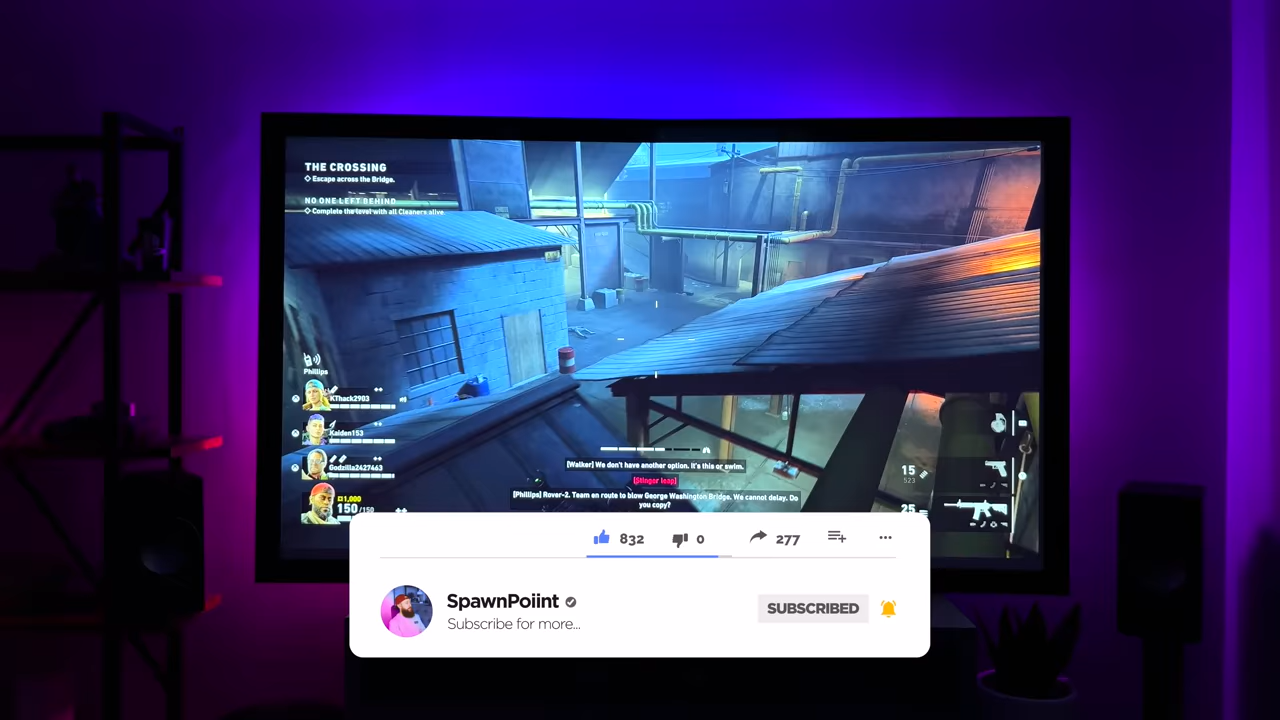 THE CROSSING
Escape across the Bridge.
NO ONE LEFT BEHIND
Complete the level with all Cleaners alive.
Phillips
KThack2903
Kaiden153
Godzilla2427463
1,000
150/150
15
523
25
[Walker] We don't have another option. It's this or swim.
[Stinger leap]
[Phillips] Rover-2. Team en route to blow George Washington Bridge. We cannot delay. Do
you copy?
832
0
277
SpawnPoiint
Subscribe for more...
SUBSCRIBED